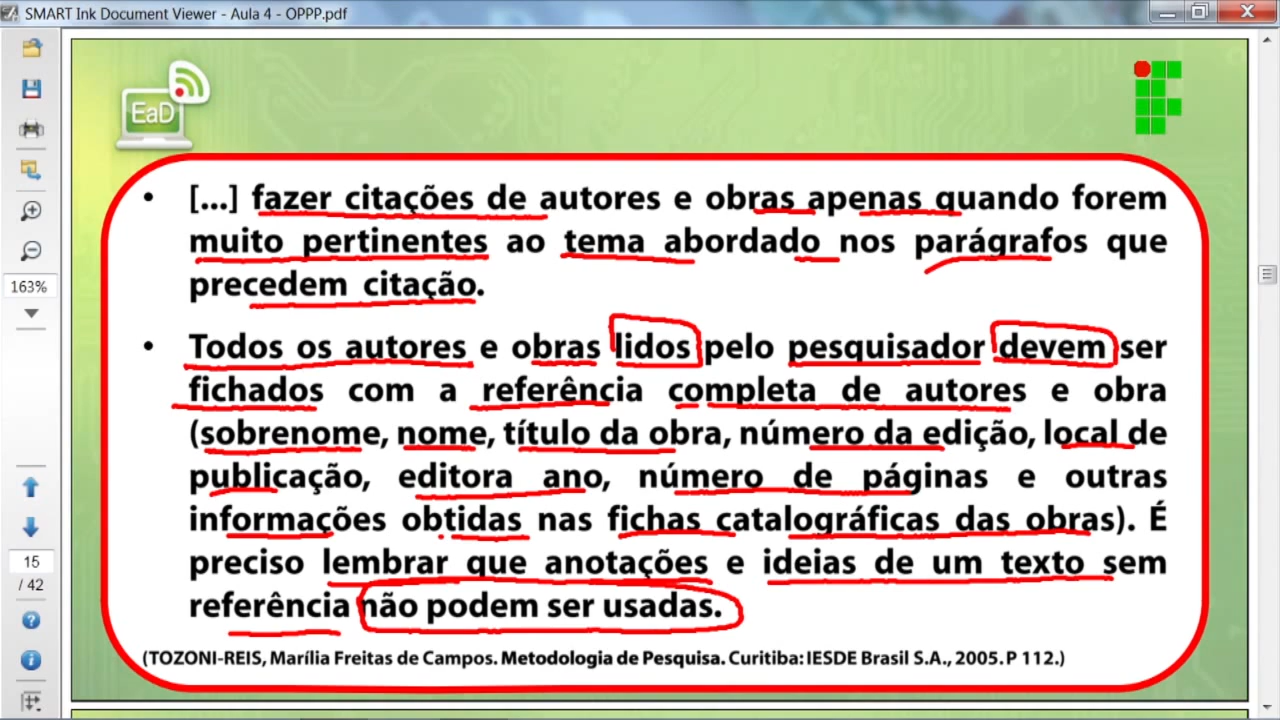 SMART Ink Document Viewer - Aula 4 - OPPP.pdf
EaD
• [...] fazer citações de autores e obras apenas quando forem
muito pertinentes ao tema abordado nos parágrafos que
precedem citação.
• Todos os autores e obras lidos pelo pesquisador devem ser
fichados com a referência completa de autores e obra
(sobrenome, nome, título da obra, número da edição, local de
publicação, editora ano, número de páginas e outras
informações obtidas nas fichas catalográficas das obras). É
preciso lembrar que anotações e ideias de um texto sem
referência não podem ser usadas.
(TOZONI-REIS, Marília Freitas de Campos. Metodologia de Pesquisa. Curitiba: IESDE Brasil S.A., 2005. P 112.)
163%
15
/ 42